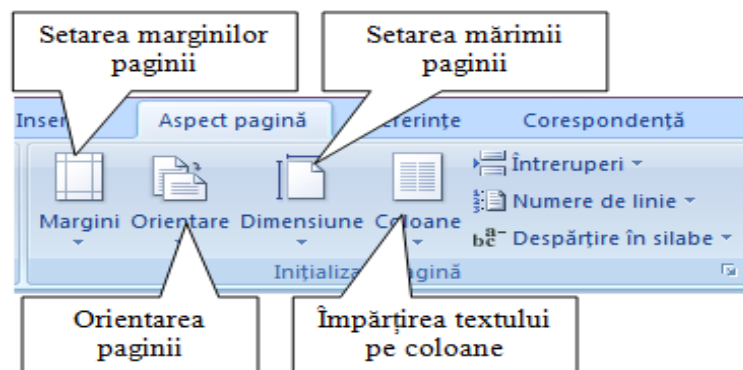 Setarea marginilor
paginii
Setarea mărimii
paginii
Aspect pagină
Corespondență
Margini
Orientare
Dimensiune
Coloane
Întreruperi
Numere de linie
Despărțire în silabe
Orientarea
paginii
Împărțirea textului
pe coloane